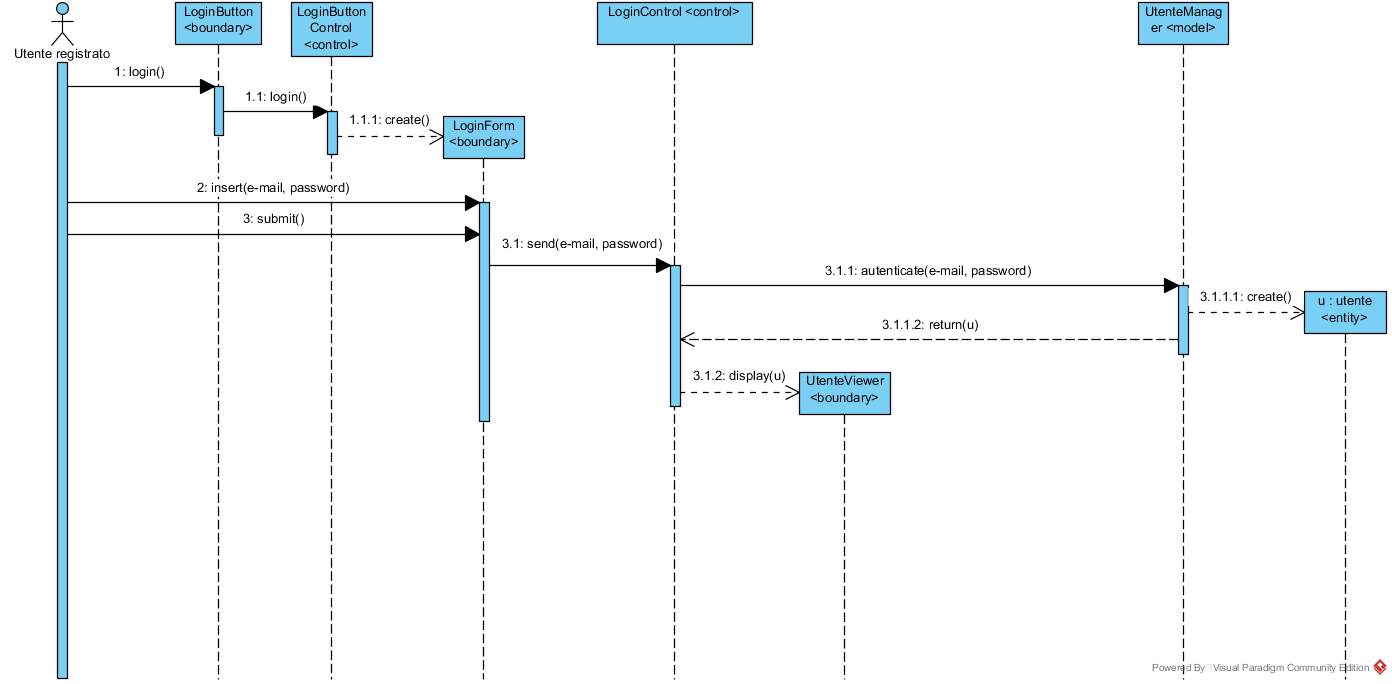 Utente registrato
LoginButton
<boundary>
LoginButton
Control
<control>
LoginControl <control>
UtenteManag
er <model>
1: login()
1.1: login()
1.1.1: create()
LoginForm
<boundary>
2: insert(e-mail, password)
3: submit()
3.1: send(e-mail, password)
3.1.1: autenticate(e-mail, password)
3.1.1.1: create()
u : utente
<entity>
3.1.1.2: return(u)
3.1.2: display(u)
UtenteViewer
<boundary>
Powered By Visual Paradigm Community Edition